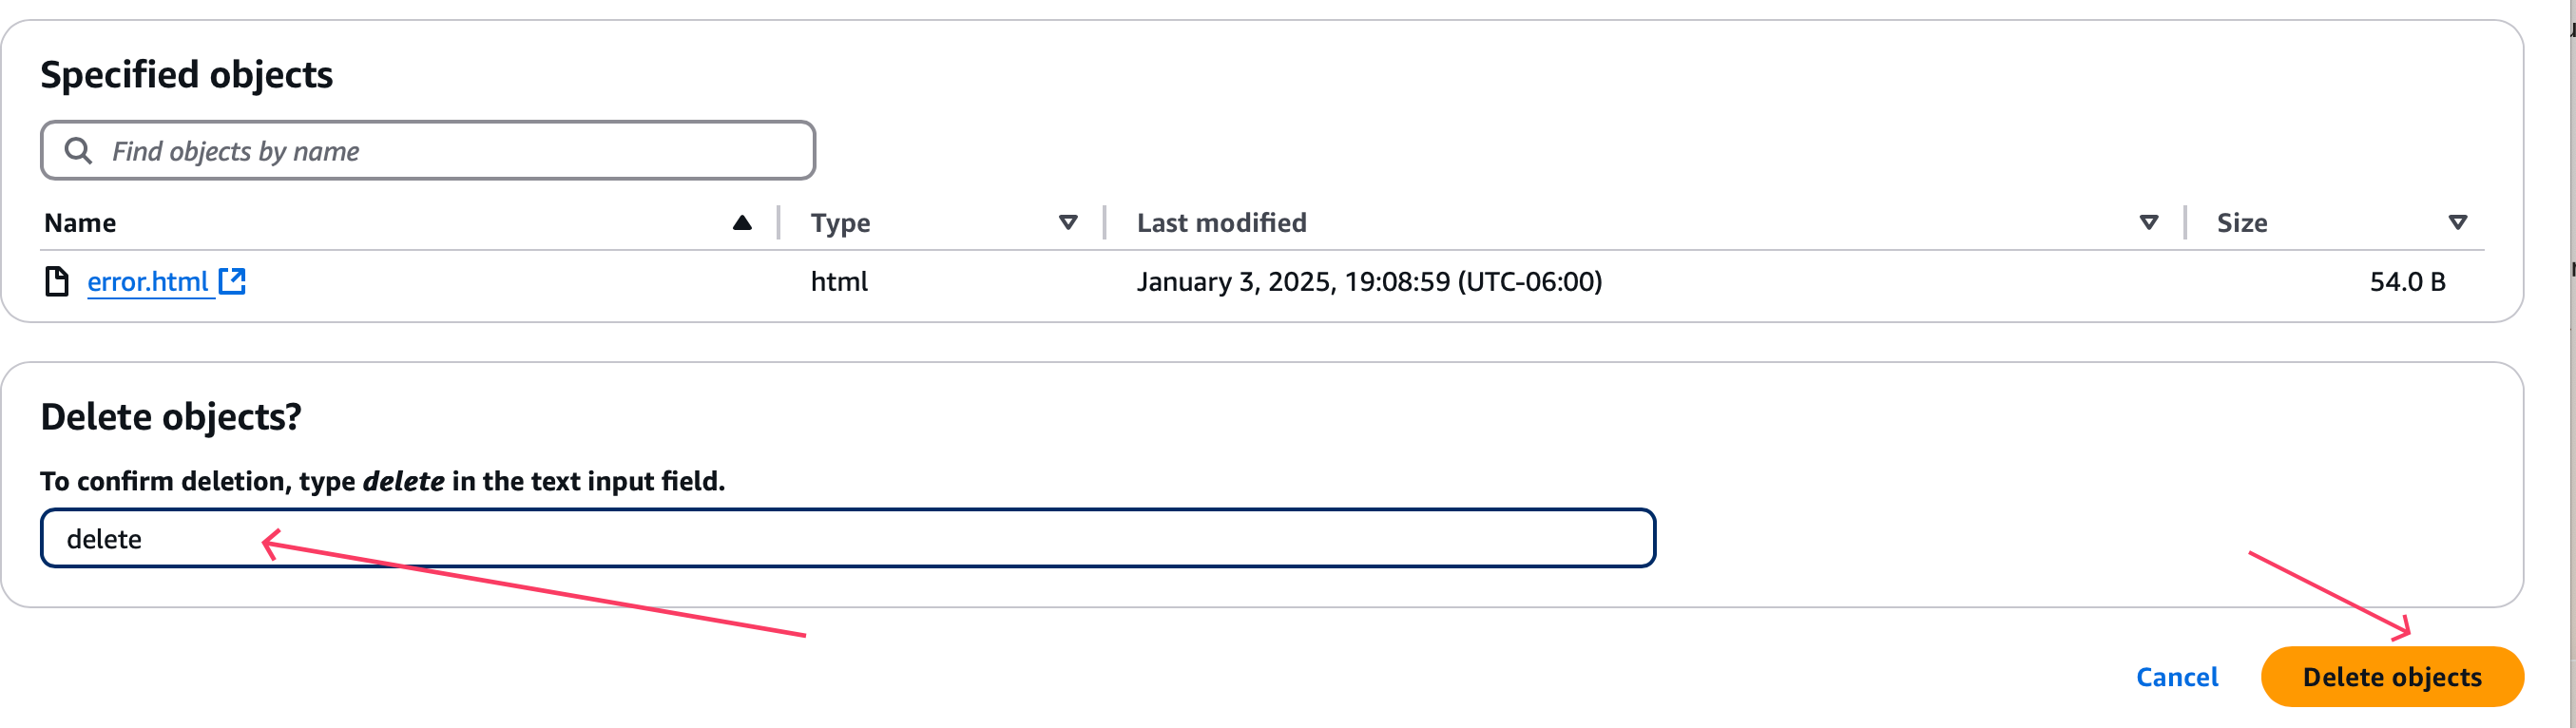 Specified objects
Find objects by name
Name Type Last modified Size
error.html html January 3, 2025, 19:08:59 (UTC-06:00) 54.0 B
Delete objects?
To confirm deletion, type delete in the text input field.
delete
Cancel Delete objects